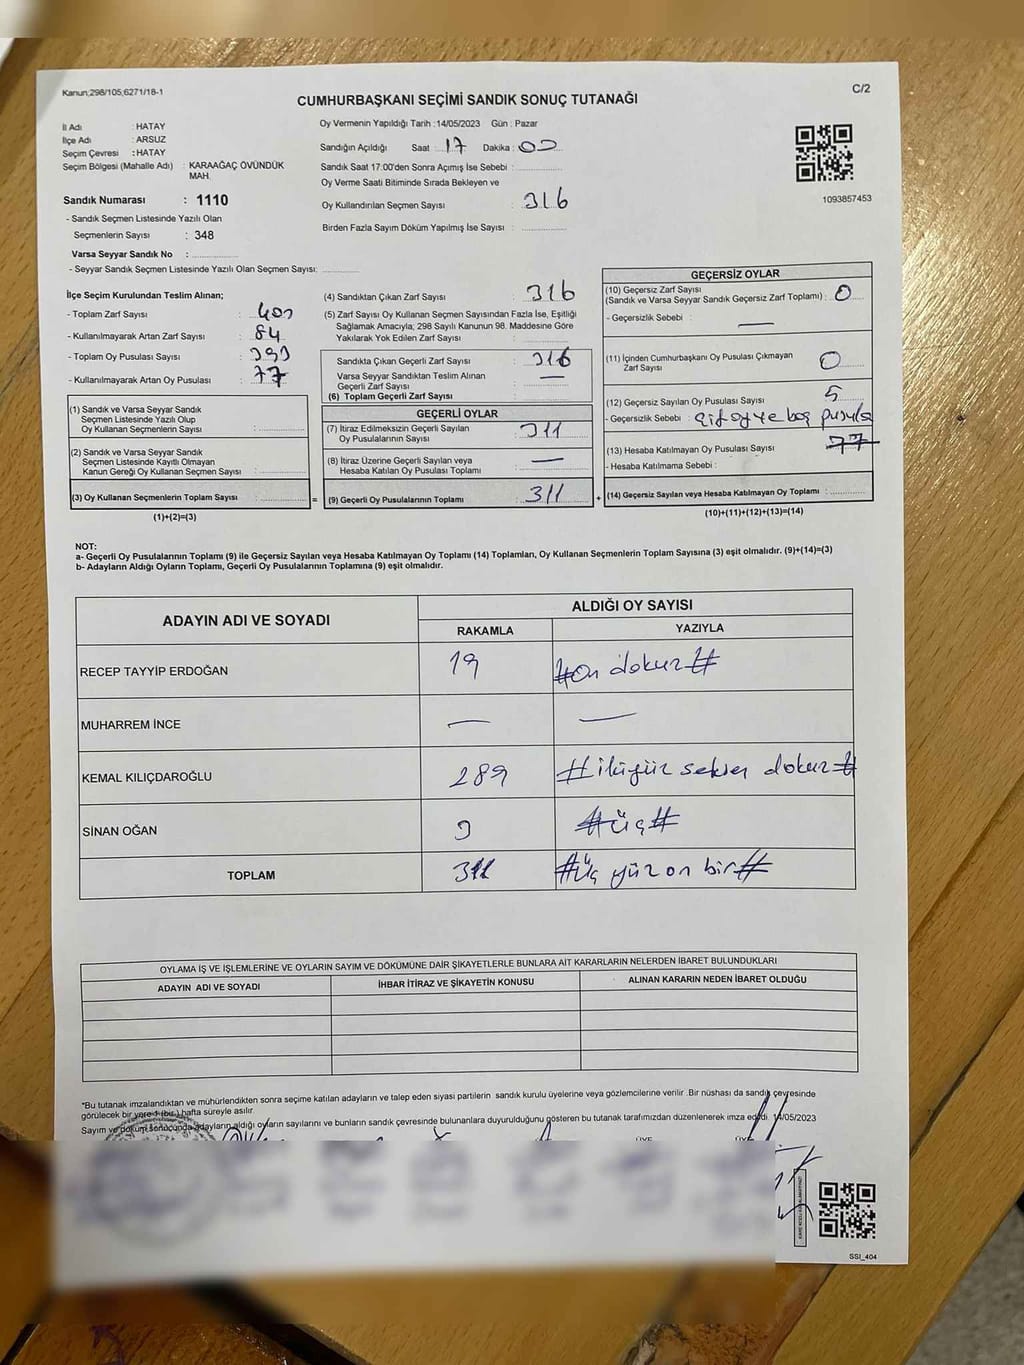 Kanun;298/105;6271/18-1
C/2
CUMHURBAŞKANI SEÇİMİ SANDIK SONUÇ TUTANAĞI
İl Adı : HATAY
İlçe Adı : ARSUZ
Seçim Çevresi : HATAY
Seçim Bölgesi (Mahalle Adı) : KARAAĞAÇ ÖVÜNDÜK
MAH.
Sandık Numarası : 1110
- Sandık Seçmen Listesinde Yazılı Olan
Seçmenlerin Sayısı : 348
Varsa Seyyar Sandık No :
- Seyyar Sandık Seçmen Listesinde Yazılı Olan Seçmen Sayısı:
Oy Vermenin Yapıldığı Tarih :14/05/2023 Gün : Pazar
Sandığın Açıldığı Saat : 17 Dakika : 00
Sandık Saat 17:00'den Sonra Açımış İse Sebebi :
Oy Verme Saati Bitiminde Sırada Bekleyen ve
Oy Kullandırılan Seçmen Sayısı : 316
Birden Fazla Sayım Döküm Yapılmış İse Sayısı :
1093857453
İlçe Seçim Kurulundan Teslim Alınan;
- Toplam Zarf Sayısı : 400
- Kullanılmayarak Artan Zarf Sayısı : 84
- Toplam Oy Pusulası Sayısı : 393
- Kullanılmayarak Artan Oy Pusulası : 77
(1) Sandık ve Varsa Seyyar Sandık
Seçmen Listesinde Yazılı Olup
Oy Kullanan Seçmenlerin Sayısı :
(2) Sandık ve Varsa Seyyar Sandık
Seçmen Listesinde Kayıtlı Olmayan
Kanun Gereği Oy Kullanan Seçmen Sayısı :
(3) Oy Kullanan Seçmenlerin Toplam Sayısı : =
(1)+(2)=(3)
(4) Sandıktan Çıkan Zarf Sayısı : 316
(5) Zarf Sayısı Oy Kullanan Seçmen Sayısından Fazla İse, Eşitliği
Sağlamak Amacıyla; 298 Sayılı Kanunun 98. Maddesine Göre
Yakılarak Yok Edilen Zarf Sayısı :
Sandıkta Çıkan Geçerli Zarf Sayısı : 316
Varsa Seyyar Sandıktan Teslim Alınan
Geçerli Zarf Sayısı : —
(6) Toplam Geçerli Zarf Sayısı :
GEÇERLİ OYLAR
(7) İtiraz Edilmeksizin Geçerli Sayılan
Oy Pusulalarının Sayısı : 311
(8) İtiraz Üzerine Geçerli Sayılan veya
Hesaba Katılan Oy Pusulası Toplamı : —
(9) Geçerli Oy Pusulalarının Toplamı : 311 +
GEÇERSİZ OYLAR
(10) Geçersiz Zarf Sayısı
(Sandık ve Varsa Seyyar Sandık Geçersiz Zarf Toplamı) : 0
- Geçersizlik Sebebi : —
(11) İçinden Cumhurbaşkanı Oy Pusulası Çıkmayan
Zarf Sayısı : 0
(12) Geçersiz Sayılan Oy Pusulası Sayısı : 5
- Geçersizlik Sebebi : çift oy ve boş pusula
(13) Hesaba Katılmayan Oy Pusulası Sayısı : 77
- Hesaba Katılmama Sebebi :
(14) Geçersiz Sayılan veya Hesaba Katılmayan Oy Toplamı :
(10)+(11)+(12)+(13)=(14)
NOT:
a- Geçerli Oy Pusulalarının Toplamı (9) ile Geçersiz Sayılan veya Hesaba Katılmayan Oy Toplamı (14) Toplamları, Oy Kullanan Seçmenlerin Toplam Sayısına (3) eşit olmalıdır. (9)+(14)=(3)
b- Adayların Aldığı Oyların Toplamı, Geçerli Oy Pusulalarının Toplamına (9) eşit olmalıdır.
ADAYIN ADI VE SOYADI
ALDIĞI OY SAYISI
RAKAMLA YAZIYLA
RECEP TAYYİP ERDOĞAN 19 #On dokuz#
MUHARREM İNCE — —
KEMAL KILIÇDAROĞLU 289 #ikiyüz seksen dokuz#
SİNAN OĞAN 3 #üç#
TOPLAM 311 #üç yüz on bir#
OYLAMA İŞ VE İŞLEMLERİNE VE OYLARIN SAYIM VE DÖKÜMÜNE DAİR ŞİKAYETLERLE BUNLARA AİT KARARLARIN NELERDEN İBARET BULUNDUKLARI
ADAYIN ADI VE SOYADI İHBAR İTİRAZ VE ŞİKAYETİN KONUSU ALINAN KARARIN NEDEN İBARET OLDUĞU
*Bu tutanak imzalandıktan ve mühürlendikten sonra seçime katılan adayların ve talep eden siyasi partilerin sandık kurulu üyelerine veya gözlemcilerine verilir .Bir nüshası da sandık çevresinde
görülecek bir yere 1 (bir) hafta süreyle asılır.
Sayım ve döküm sonucunda adayların aldığı oyların sayılarını ve bunların sandık çevresinde bulunanlara duyurulduğunu gösteren bu tutanak tarafımızdan düzenlenerek imza edildi. 14/05/2023
ÜYE ÜYE
SSI_404